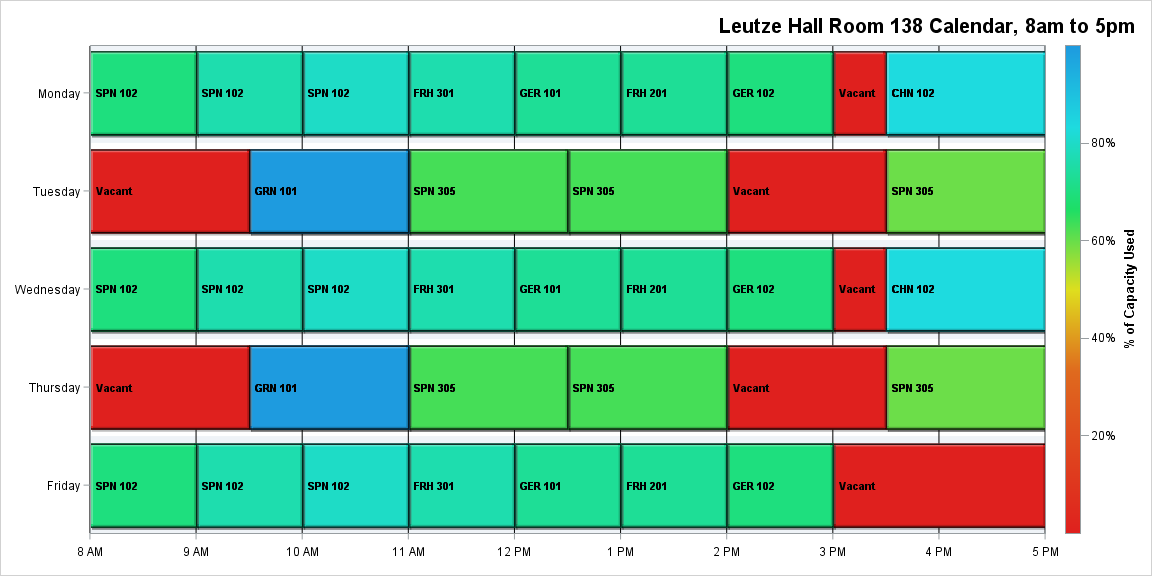 Leutze Hall Room 138 Calendar, 8am to 5pm
Monday
SPN 102 SPN 102 SPN 102 FRH 301 GER 101 FRH 201 GER 102 Vacant CHN 102
Tuesday
Vacant GRN 101 SPN 305 SPN 305 Vacant SPN 305
Wednesday
SPN 102 SPN 102 SPN 102 FRH 301 GER 101 FRH 201 GER 102 Vacant CHN 102
Thursday
Vacant GRN 101 SPN 305 SPN 305 Vacant SPN 305
Friday
SPN 102 SPN 102 SPN 102 FRH 301 GER 101 FRH 201 GER 102 Vacant
8 AM 9 AM 10 AM 11 AM 12 PM 1 PM 2 PM 3 PM 4 PM 5 PM
80%
60%
40%
20%
% of Capacity Used